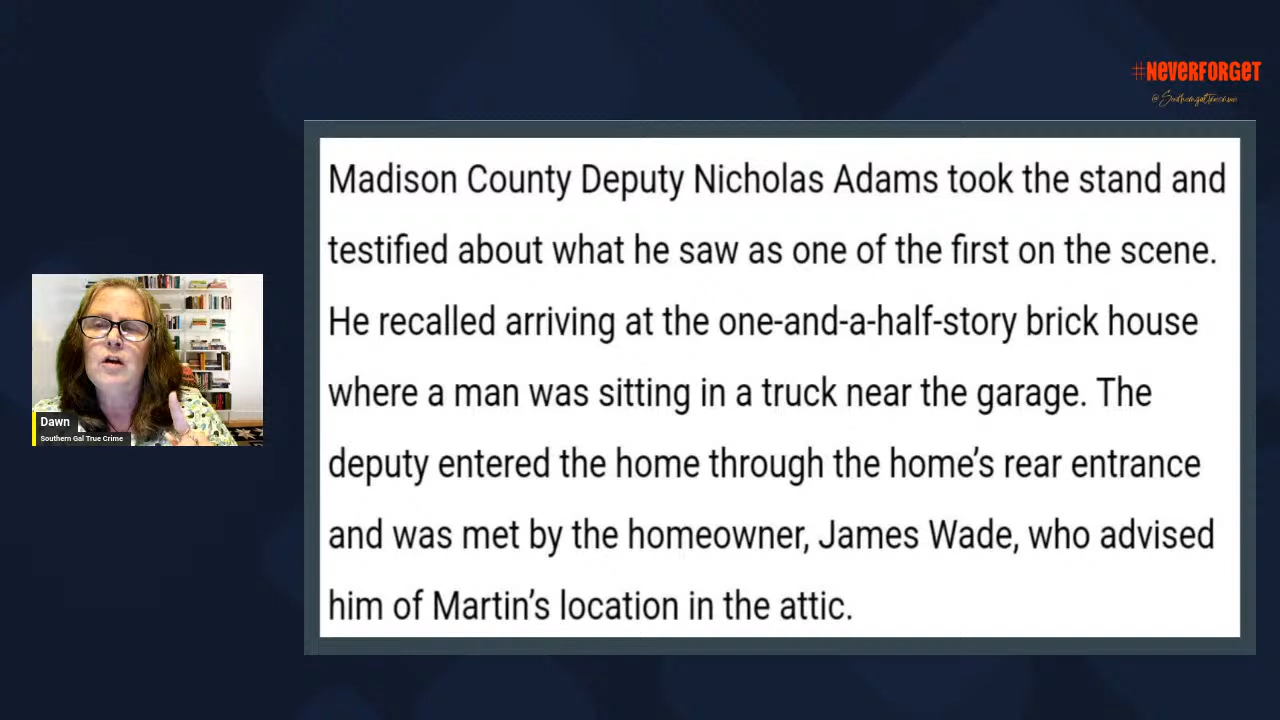 #NEVERFORGET
@Southerngaltruecrime
Madison County Deputy Nicholas Adams took the stand and
testified about what he saw as one of the first on the scene.
He recalled arriving at the one-and-a-half-story brick house
where a man was sitting in a truck near the garage. The
deputy entered the home through the home’s rear entrance
and was met by the homeowner, James Wade, who advised
him of Martin’s location in the attic.
Dawn
Southern Gal True Crime